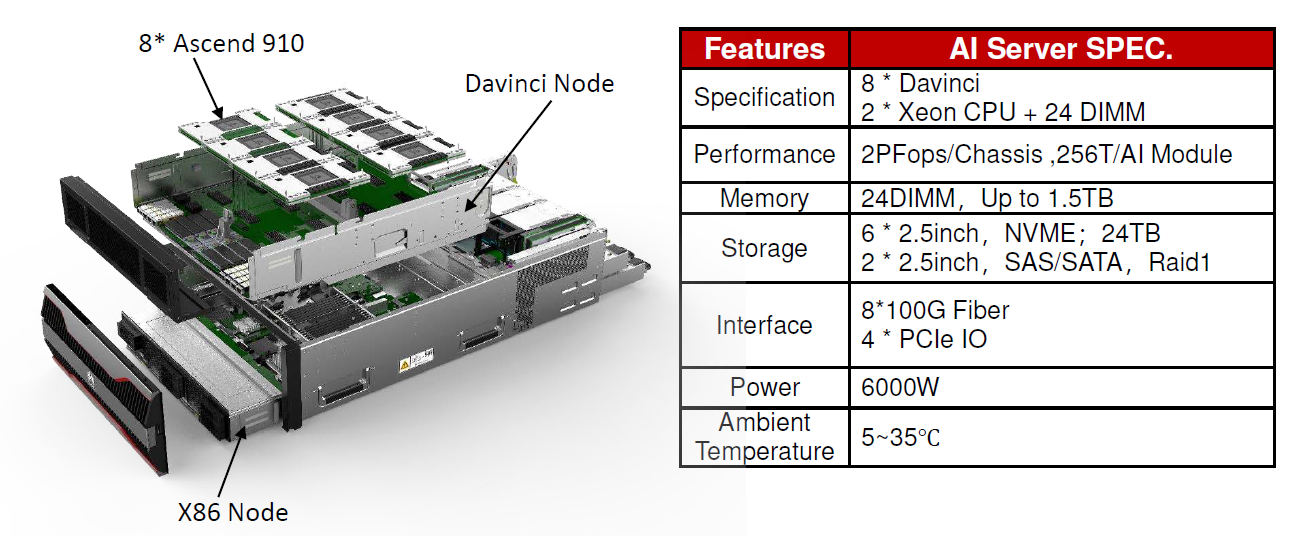 8* Ascend 910
Davinci Node
X86 Node
Features
AI Server SPEC.
Specification
8 * Davinci
2 * Xeon CPU + 24 DIMM
Performance
2PFops/Chassis ,256T/AI Module
Memory
24DIMM，Up to 1.5TB
Storage
6 * 2.5inch，NVME；24TB
2 * 2.5inch，SAS/SATA，Raid1
Interface
8*100G Fiber
4 * PCIe IO
Power
6000W
Ambient
Temperature
5~35℃